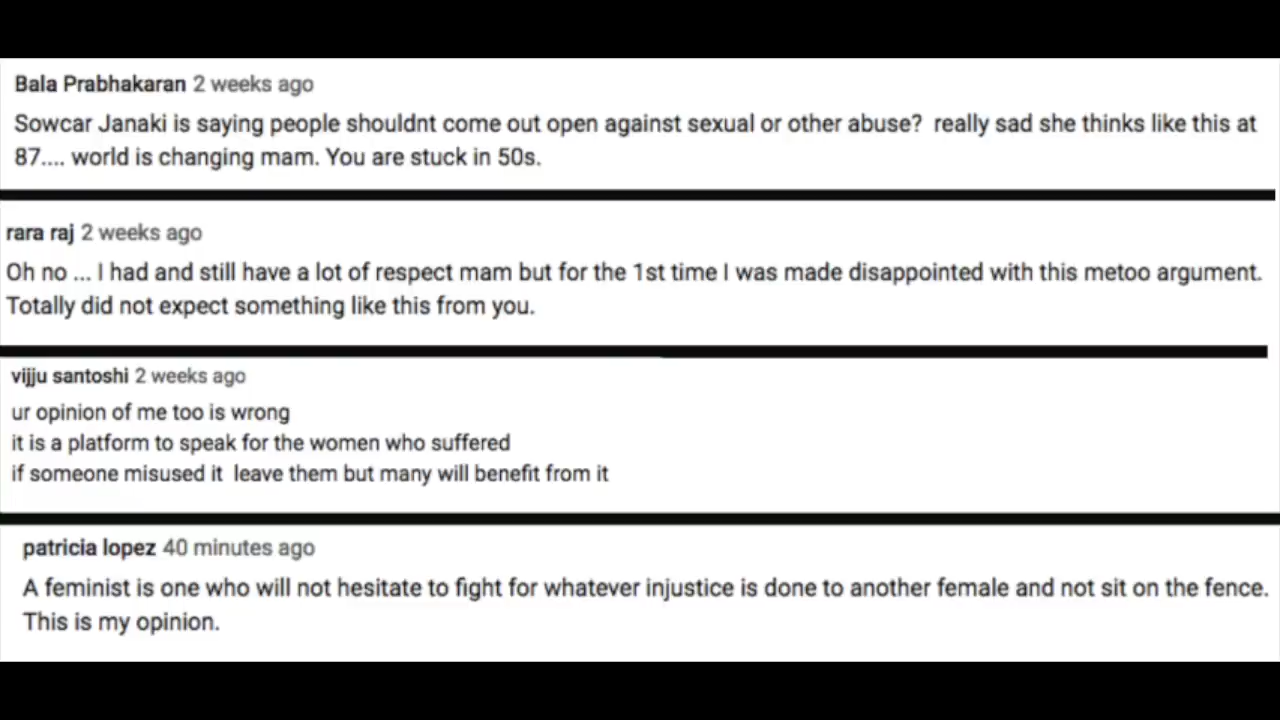 Bala Prabhakaran 2 weeks ago
Sowcar Janaki is saying people shouldnt come out open against sexual or other abuse?  really sad she thinks like this at
87.... world is changing mam. You are stuck in 50s.
rara raj 2 weeks ago
Oh no ... I had and still have a lot of respect mam but for the 1st time I was made disappointed with this metoo argument.
Totally did not expect something like this from you.
vijju santoshi 2 weeks ago
ur opinion of me too is wrong
it is a platform to speak for the women who suffered
if someone misused it  leave them but many will benefit from it
patricia lopez 40 minutes ago
A feminist is one who will not hesitate to fight for whatever injustice is done to another female and not sit on the fence.
This is my opinion.